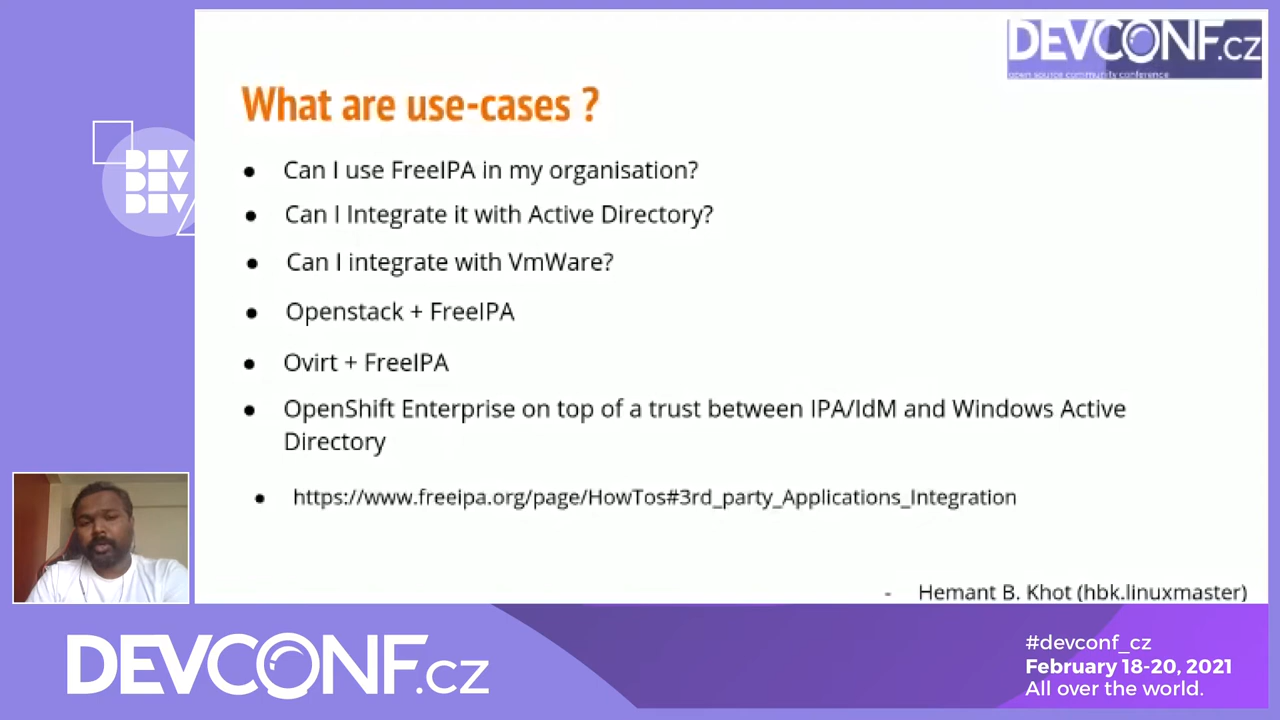 DEVCONF.cz
open source community conference
What are use-cases ?
DEV
DEV
DEV
● Can I use FreeIPA in my organisation?
● Can I Integrate it with Active Directory?
● Can I integrate with VmWare?
● Openstack + FreeIPA
● Ovirt + FreeIPA
● OpenShift Enterprise on top of a trust between IPA/IdM and Windows Active
Directory
● https://www.freeipa.org/page/HowTos#3rd_party_Applications_Integration
- Hemant B. Khot (hbk.linuxmaster)
DEVCONF.cz
#devconf_cz
February 18-20, 2021
All over the world.